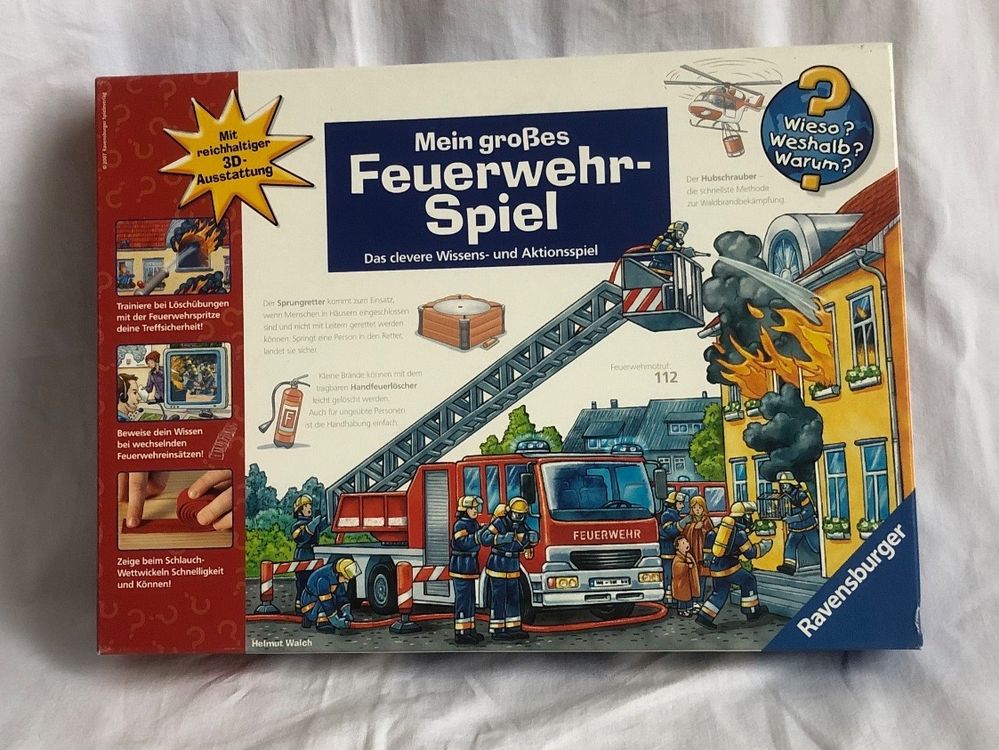 © 2007 Ravensburger Spieleverlag
Mit
reichhaltiger
3D-
Ausstattung
Mein großes
Feuerwehr-
Spiel
Das clevere Wissens- und Aktionsspiel
Wieso?
Weshalb?
Warum?
Der Hubschrauber –
die schnellste Methode
zur Waldbrandbekämpfung.
Trainiere bei Löschübungen
mit der Feuerwehrspritze
deine Treffsicherheit!
Der Sprungretter kommt zum Einsatz,
wenn Menschen in Häusern eingeschlossen
sind und nicht mit Leitern gerettet werden
können. Springt eine Person in den Retter,
landet sie sicher.
Kleine Brände können mit dem
tragbaren Handfeuerlöscher
leicht gelöscht werden.
Auch für ungeübte Personen
ist die Handhabung einfach.
F
Feuerwehrnotruf:
112
Beweise dein Wissen
bei wechselnden
Feuerwehreinsätzen!
Zeige beim Schlauch-
Wettwickeln Schnelligkeit
und Können!
FEUERWEHR
Helmut Walch
Ravensburger